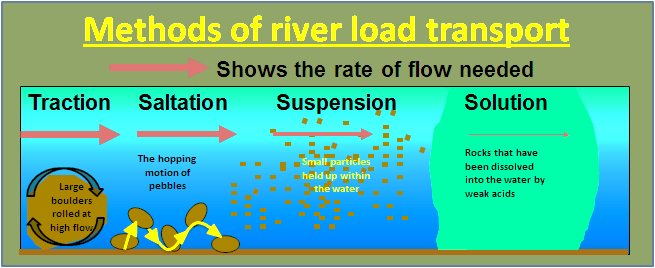 Methods of river load transport
Shows the rate of flow needed
Traction
Saltation
Suspension
Solution
Large
boulders
rolled at
high flow
The hopping
motion of
pebbles
Small particles
held up within
the water
Rocks that have
been dissolved
into the water by
weak acids